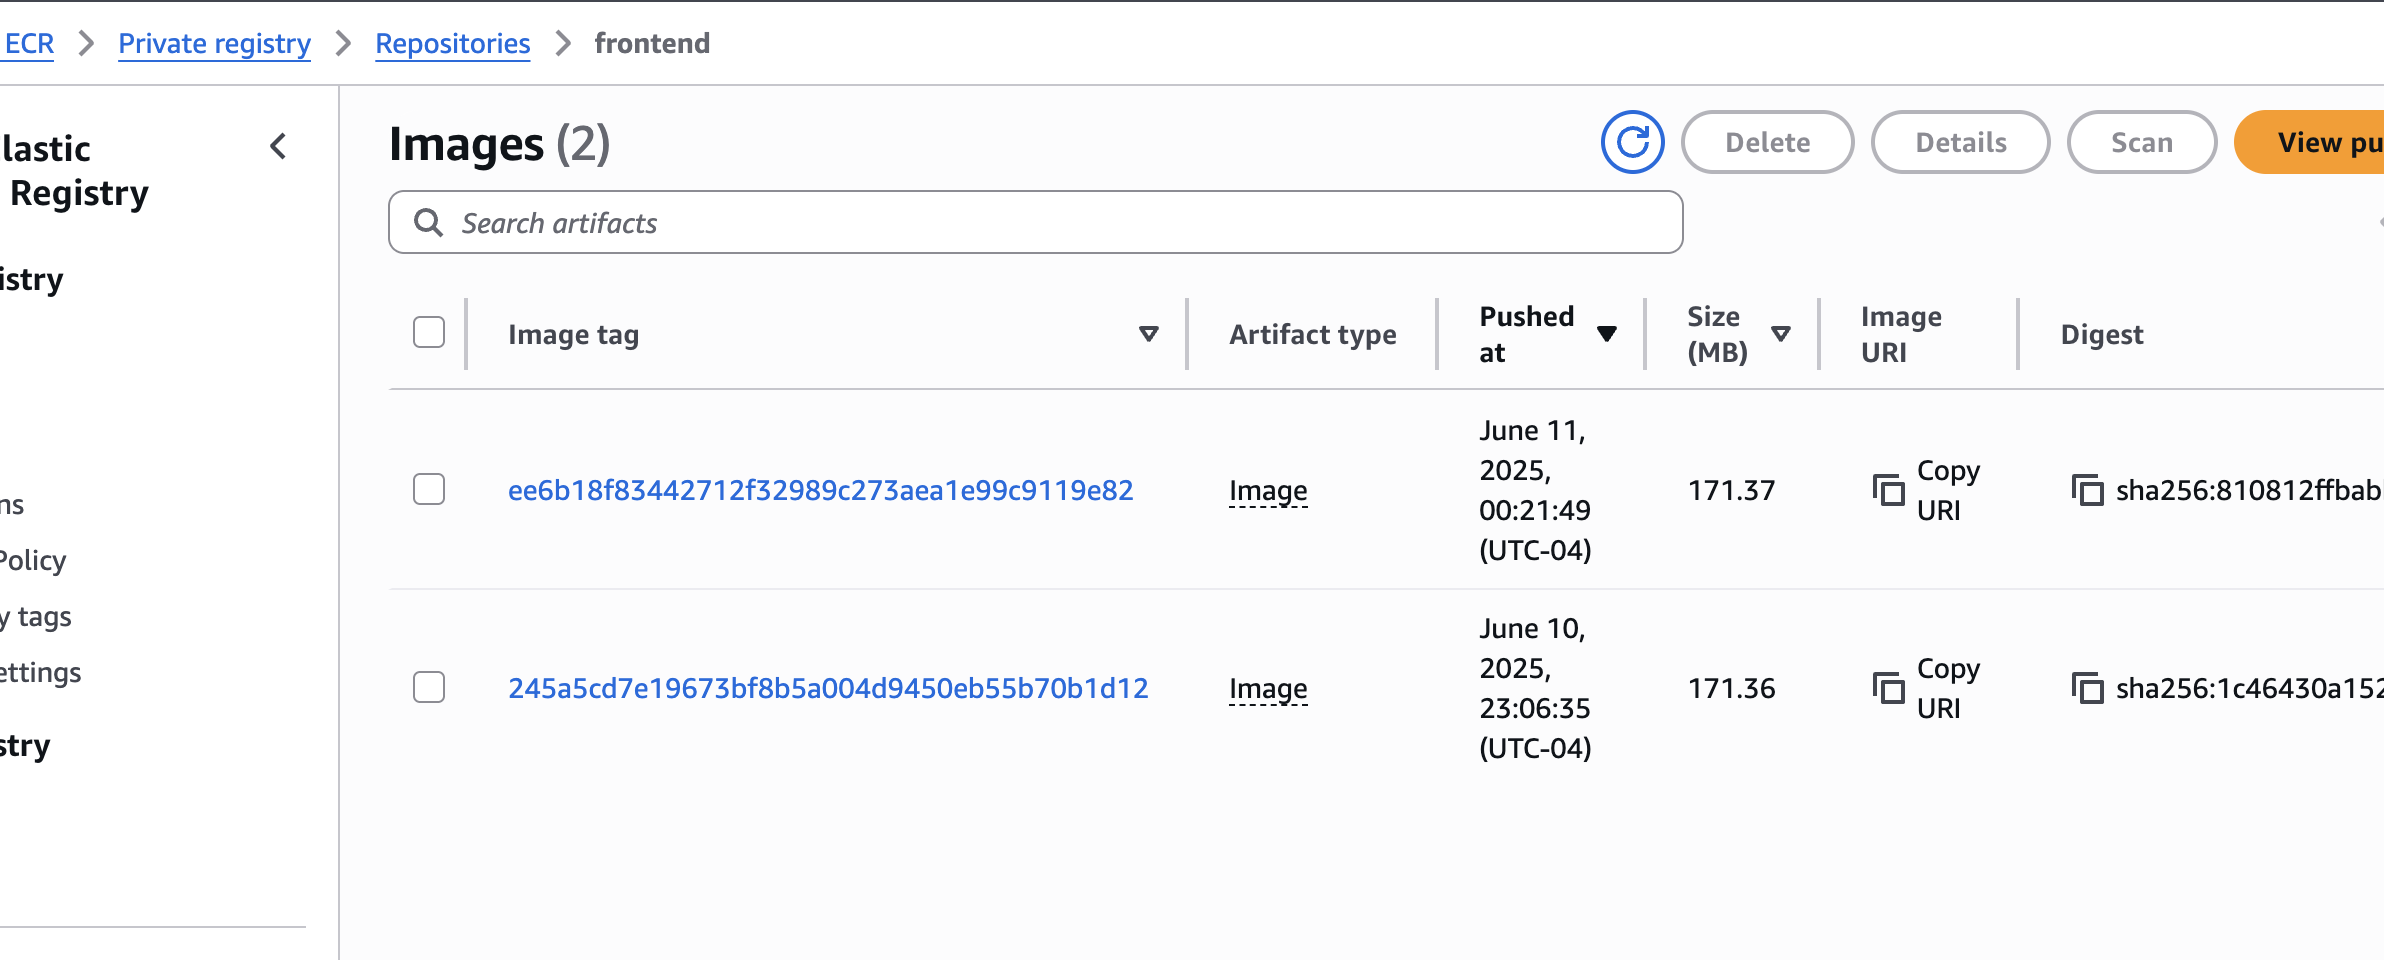 ECR > Private registry > Repositories > frontend
lastic
Registry
istry
ns
Policy
y tags
ettings
stry
Images (2)
Delete
Details
Scan
View pu
Search artifacts
Image tag
Artifact type
Pushed
at
Size
(MB)
Image
URI
Digest
ee6b18f83442712f32989c273aea1e99c9119e82
Image
June 11,
2025,
00:21:49
(UTC-04)
171.37
Copy
URI
sha256:810812ffbab
245a5cd7e19673bf8b5a004d9450eb55b70b1d12
Image
June 10,
2025,
23:06:35
(UTC-04)
171.36
Copy
URI
sha256:1c46430a152